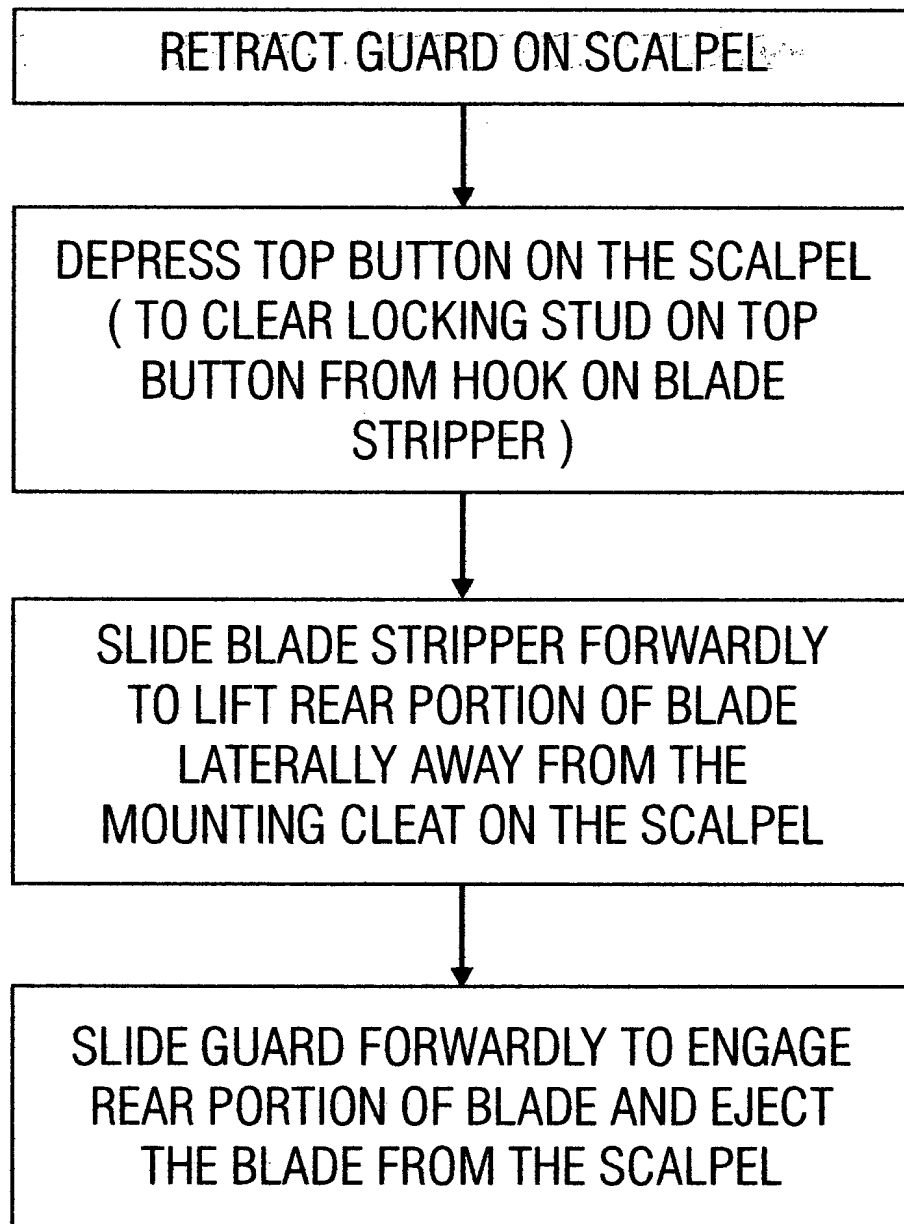 RETRACT GUARD ON SCALPEL
DEPRESS TOP BUTTON ON THE SCALPEL
( TO CLEAR LOCKING STUD ON TOP
BUTTON FROM HOOK ON BLADE
STRIPPER )
SLIDE BLADE STRIPPER FORWARDLY
TO LIFT REAR PORTION OF BLADE
LATERALLY AWAY FROM THE
MOUNTING CLEAT ON THE SCALPEL
SLIDE GUARD FORWARDLY TO ENGAGE
REAR PORTION OF BLADE AND EJECT
THE BLADE FROM THE SCALPEL